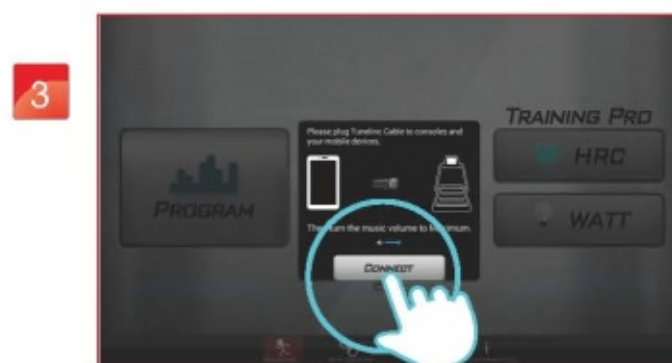 3
Please plug Tunelinc Cable to consoles and
your mobile devices.
TRAINING PRO
HRC
PROGRAM
WATT
turn the music volume to
CONNECT